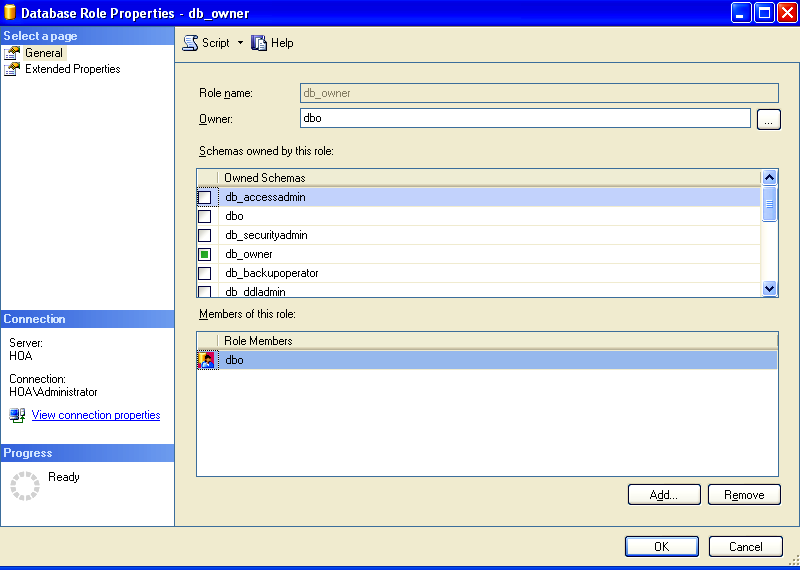 Database Role Properties - db_owner
Select a page
General
Extended Properties
Script Help
Role name: db_owner
Owner: dbo ...
Schemas owned by this role:
Owned Schemas
db_accessadmin
dbo
db_securityadmin
db_owner
db_backupoperator
db_ddladmin
Members of this role:
Role Members
dbo
Add... Remove
Connection
Server:
HOA
Connection:
HOA\Administrator
View connection properties
Progress
Ready
OK Cancel